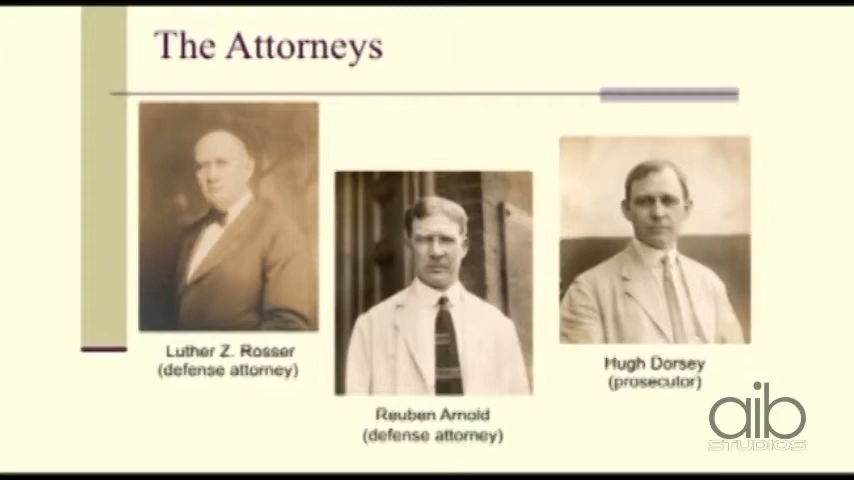 The Attorneys
Luther Z. Rosser
(defense attorney)
Reuben Arnold
(defense attorney)
Hugh Dorsey
(prosecutor)
aib
STUDIOS